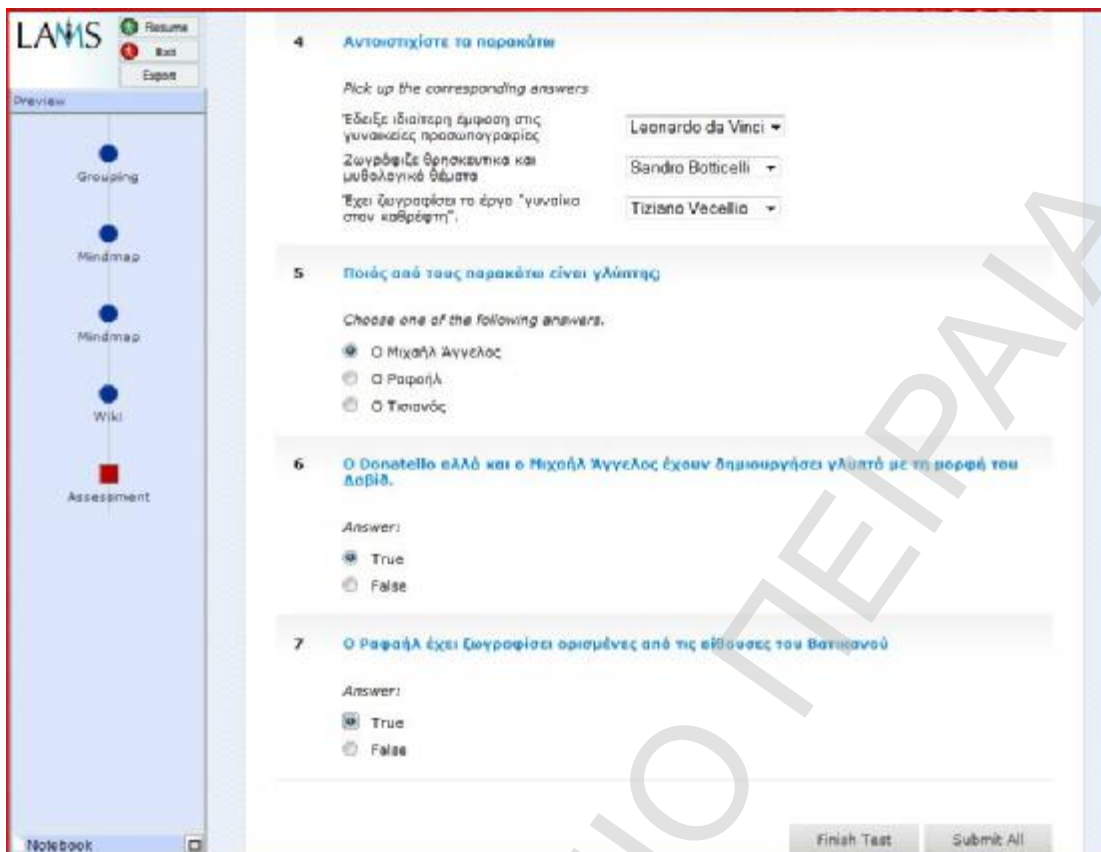 LAMS
Resume
Exit
Export
Preview
Grouping
Mindmap
Mindmap
Wiki
Assessment
Notebook
4 Αντοιστιχίστε τα παρακάτω
Pick up the corresponding answers
Έδειξε ιδιαίτερη έμφαση στις
γυναικείες προσωπογραφίες
Leonardo da Vinci
Ζωγράφιζε θρησκευτικα και
μυθολογικά θέματα
Sandro Botticelli
Έχει ζωγραφίσει το έργο "γυναίκα
στον καθρέφτη".
Tiziano Vecellio
5 Ποιός από τους παρακάτω είναι γλύπτης;
Choose one of the following answers.
Ο Μιχαήλ Άγγελος
Ο Ραφαήλ
Ο Τισιανός
6 Ο Donatello αλλά και ο Μιχαήλ Άγγελος έχουν δημιουργήσει γλυπτά με τη μορφή του
Δαβίδ.
Answer:
True
False
7 Ο Ραφαήλ έχει ζωγραφίσει ορισμένες από τις αίθουσες του Βατικανού
Answer:
True
False
Finish Test
Submit All
ΙΟ ΠΕΙΡΑΙΑ